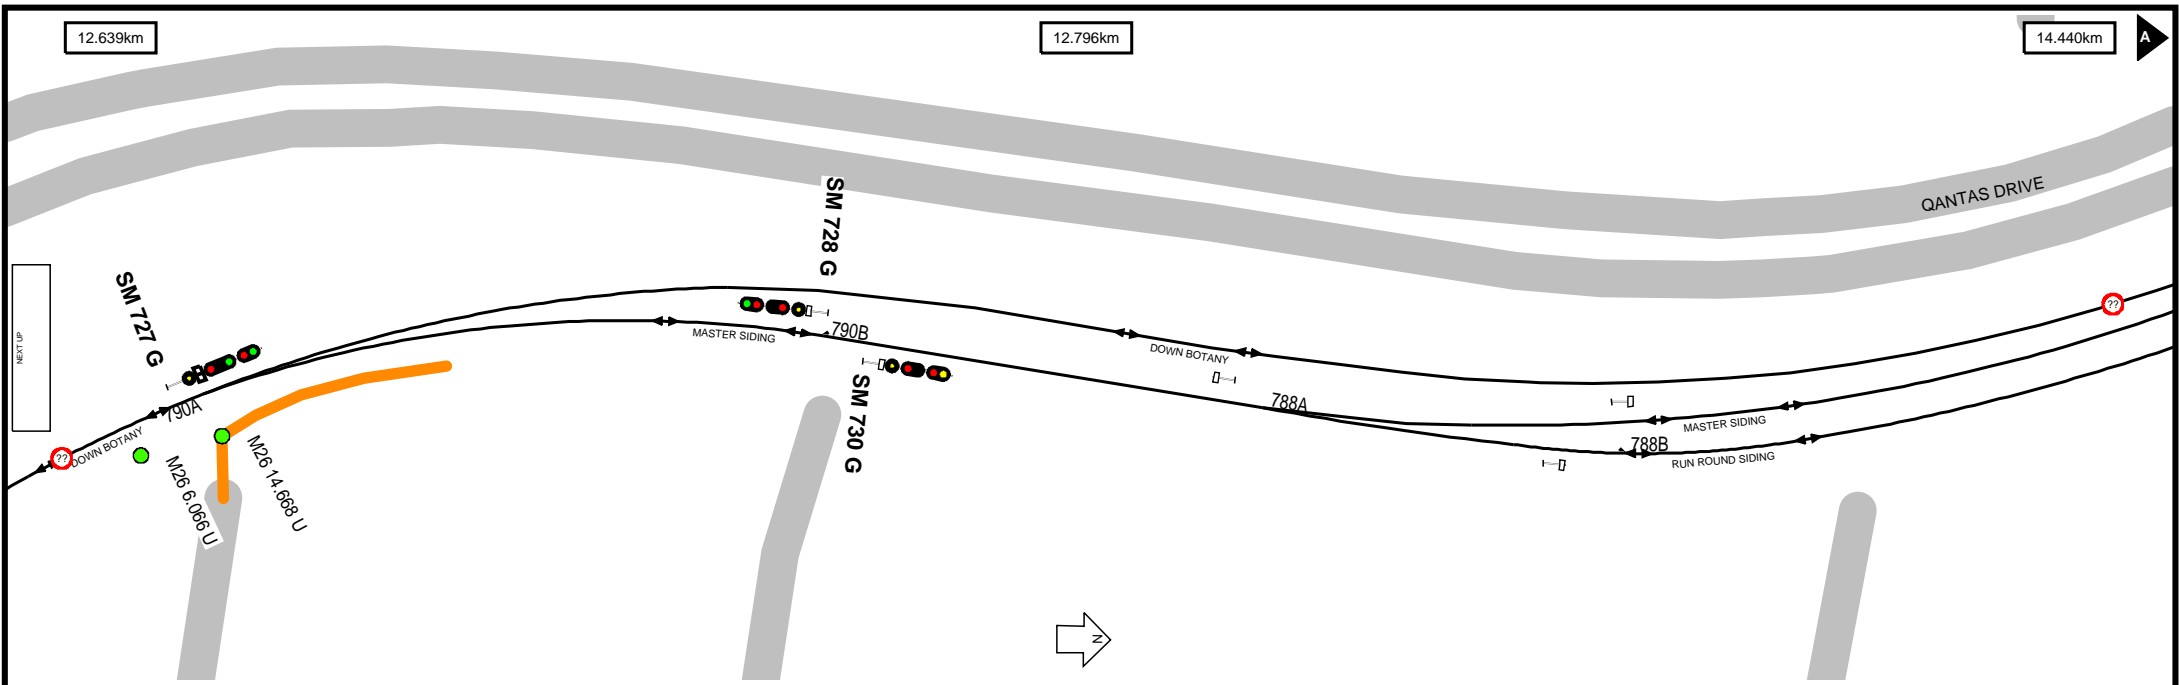 12.639km
12.796km
14.440km
A
QANTAS DRIVE
SM 728 G
SM 727 G
NEXT UP
790B
MASTER SIDING
DOWN BOTANY
??
SM 730 G
788A
790A
DOWN BOTANY
??
MASTER SIDING
788B
RUN ROUND SIDING
M26 14.668 U
M26 6.066 U
N